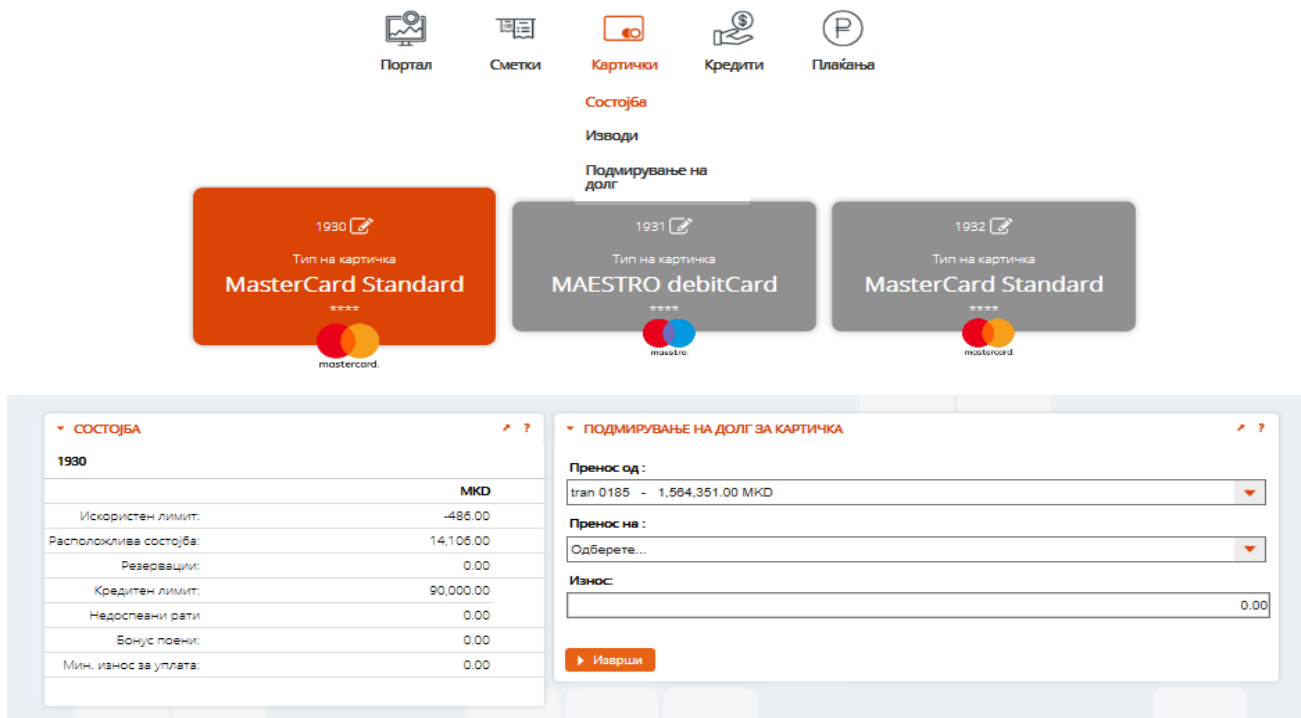 Портал Сметки Картички Кредити Плаќања
Состојба
Изводи
Подмирување на
долг
1930
Тип на картичка
MasterCard Standard
****
mastercard.
1931
Тип на картичка
MAESTRO debitCard
****
maestro.
1932
Тип на картичка
MasterCard Standard
****
mastercard.
СОСТОЈБА ?
1930
MKD
Искористен лимит: -486.00
Расположлива состојба: 14,106.00
Резервации: 0.00
Кредитен лимит: 90,000.00
Недоспеани рати 0.00
Бонус поени: 0.00
Мин. износ за уплата: 0.00
ПОДМИРУВАЊЕ НА ДОЛГ ЗА КАРТИЧКА ?
Пренос од :
tran 0185 - 1,564,351.00 MKD
Пренос на :
Одберете...
Износ:
0.00
Изврши